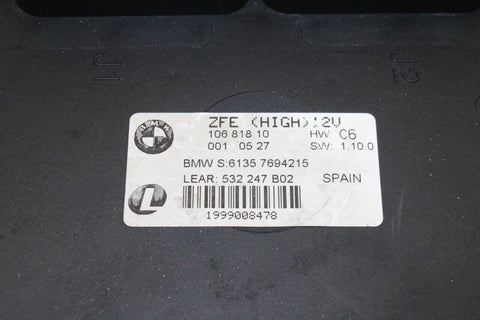 J1
J2
BMW
ZFE (HIGH)12V
106 818 10 HW: C6
001 05 27 SW: 1.10.0
BMW S:6135 7694215
LEAR: 532 247 B02 SPAIN
L
1999008478